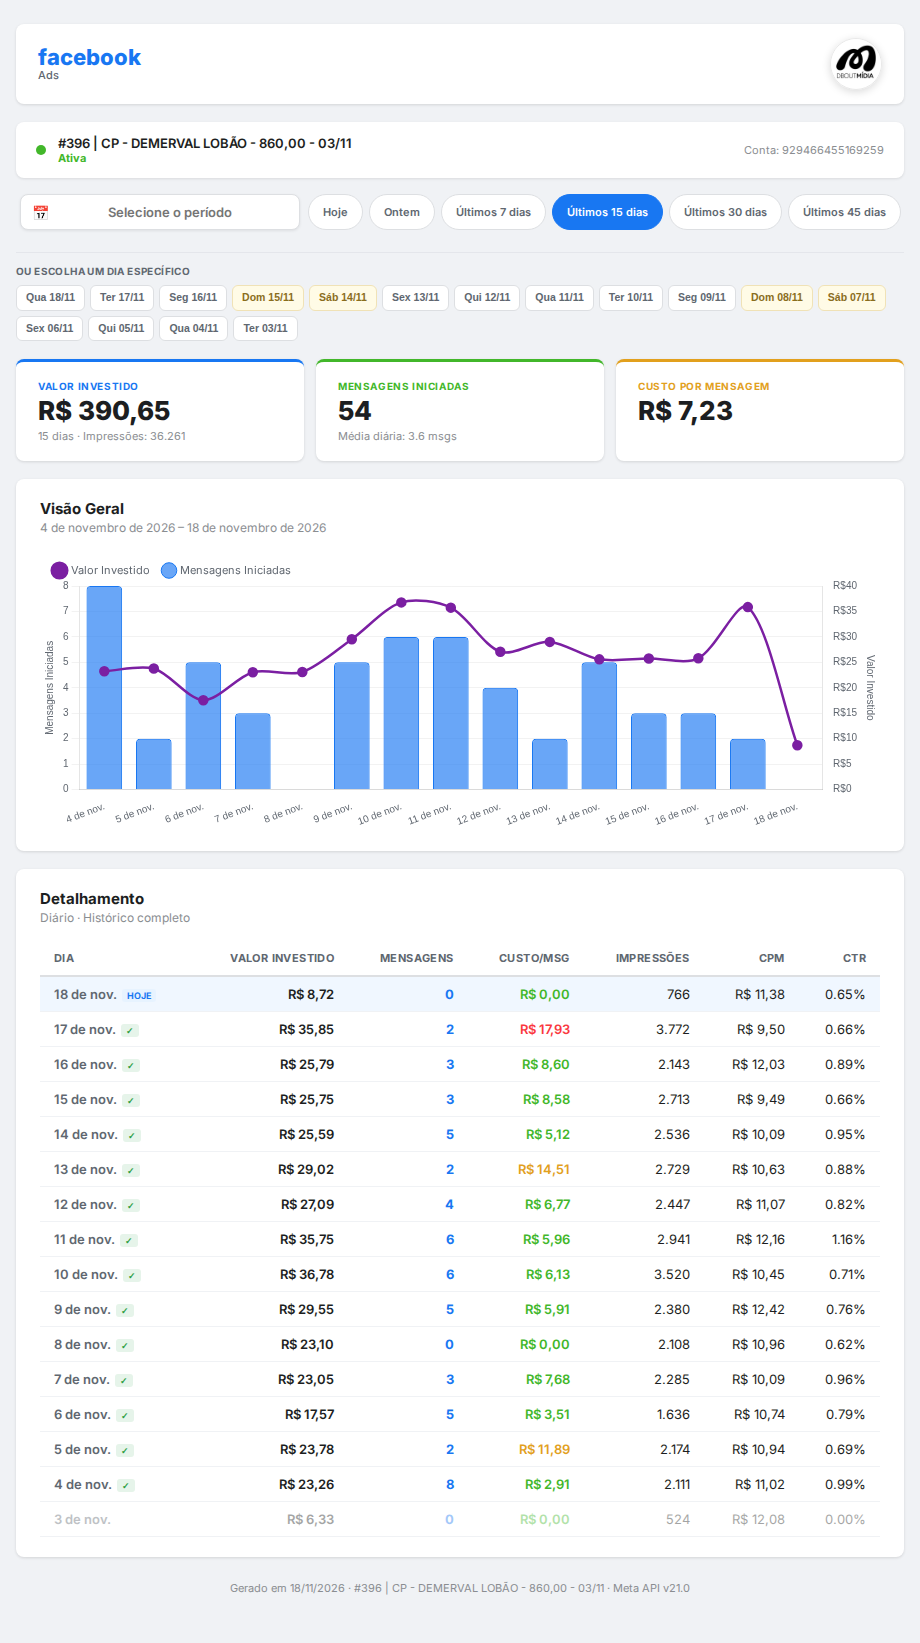 facebook
Ads
DBOUTMÍDIA
#396 | CP - DEMERVAL LOBÃO - 860,00 - 03/11
Ativa
Conta: 929466455169259
Selecione o período
Hoje
Ontem
Últimos 7 dias
Últimos 15 dias
Últimos 30 dias
Últimos 45 dias
OU ESCOLHA UM DIA ESPECÍFICO
Qua 18/11 Ter 17/11 Seg 16/11 Dom 15/11 Sáb 14/11 Sex 13/11 Qui 12/11 Qua 11/11 Ter 10/11 Seg 09/11 Dom 08/11 Sáb 07/11
Sex 06/11 Qui 05/11 Qua 04/11 Ter 03/11
VALOR INVESTIDO
R$ 390,65
15 dias · Impressões: 36.261
MENSAGENS INICIADAS
54
Média diária: 3.6 msgs
CUSTO POR MENSAGEM
R$ 7,23
Visão Geral
4 de novembro de 2026 – 18 de novembro de 2026
Valor Investido Mensagens Iniciadas
Mensagens Iniciadas
8
7
6
5
4
3
2
1
0
R$40
R$35
R$30
R$25
R$20
R$15
R$10
R$5
R$0
Valor Investido
4 de nov. 5 de nov. 6 de nov. 7 de nov. 8 de nov. 9 de nov. 10 de nov. 11 de nov. 12 de nov. 13 de nov. 14 de nov. 15 de nov. 16 de nov. 17 de nov. 18 de nov.
Detalhamento
Diário · Histórico completo
DIA VALOR INVESTIDO MENSAGENS CUSTO/MSG IMPRESSÕES CPM CTR
18 de nov. HOJE R$ 8,72 0 R$ 0,00 766 R$ 11,38 0.65%
17 de nov. ✓ R$ 35,85 2 R$ 17,93 3.772 R$ 9,50 0.66%
16 de nov. ✓ R$ 25,79 3 R$ 8,60 2.143 R$ 12,03 0.89%
15 de nov. ✓ R$ 25,75 3 R$ 8,58 2.713 R$ 9,49 0.66%
14 de nov. ✓ R$ 25,59 5 R$ 5,12 2.536 R$ 10,09 0.95%
13 de nov. ✓ R$ 29,02 2 R$ 14,51 2.729 R$ 10,63 0.88%
12 de nov. ✓ R$ 27,09 4 R$ 6,77 2.447 R$ 11,07 0.82%
11 de nov. ✓ R$ 35,75 6 R$ 5,96 2.941 R$ 12,16 1.16%
10 de nov. ✓ R$ 36,78 6 R$ 6,13 3.520 R$ 10,45 0.71%
9 de nov. ✓ R$ 29,55 5 R$ 5,91 2.380 R$ 12,42 0.76%
8 de nov. ✓ R$ 23,10 0 R$ 0,00 2.108 R$ 10,96 0.62%
7 de nov. ✓ R$ 23,05 3 R$ 7,68 2.285 R$ 10,09 0.96%
6 de nov. ✓ R$ 17,57 5 R$ 3,51 1.636 R$ 10,74 0.79%
5 de nov. ✓ R$ 23,78 2 R$ 11,89 2.174 R$ 10,94 0.69%
4 de nov. ✓ R$ 23,26 8 R$ 2,91 2.111 R$ 11,02 0.99%
3 de nov. R$ 6,33 0 R$ 0,00 524 R$ 12,08 0.00%
Gerado em 18/11/2026 · #396 | CP - DEMERVAL LOBÃO - 860,00 - 03/11 · Meta API v21.0